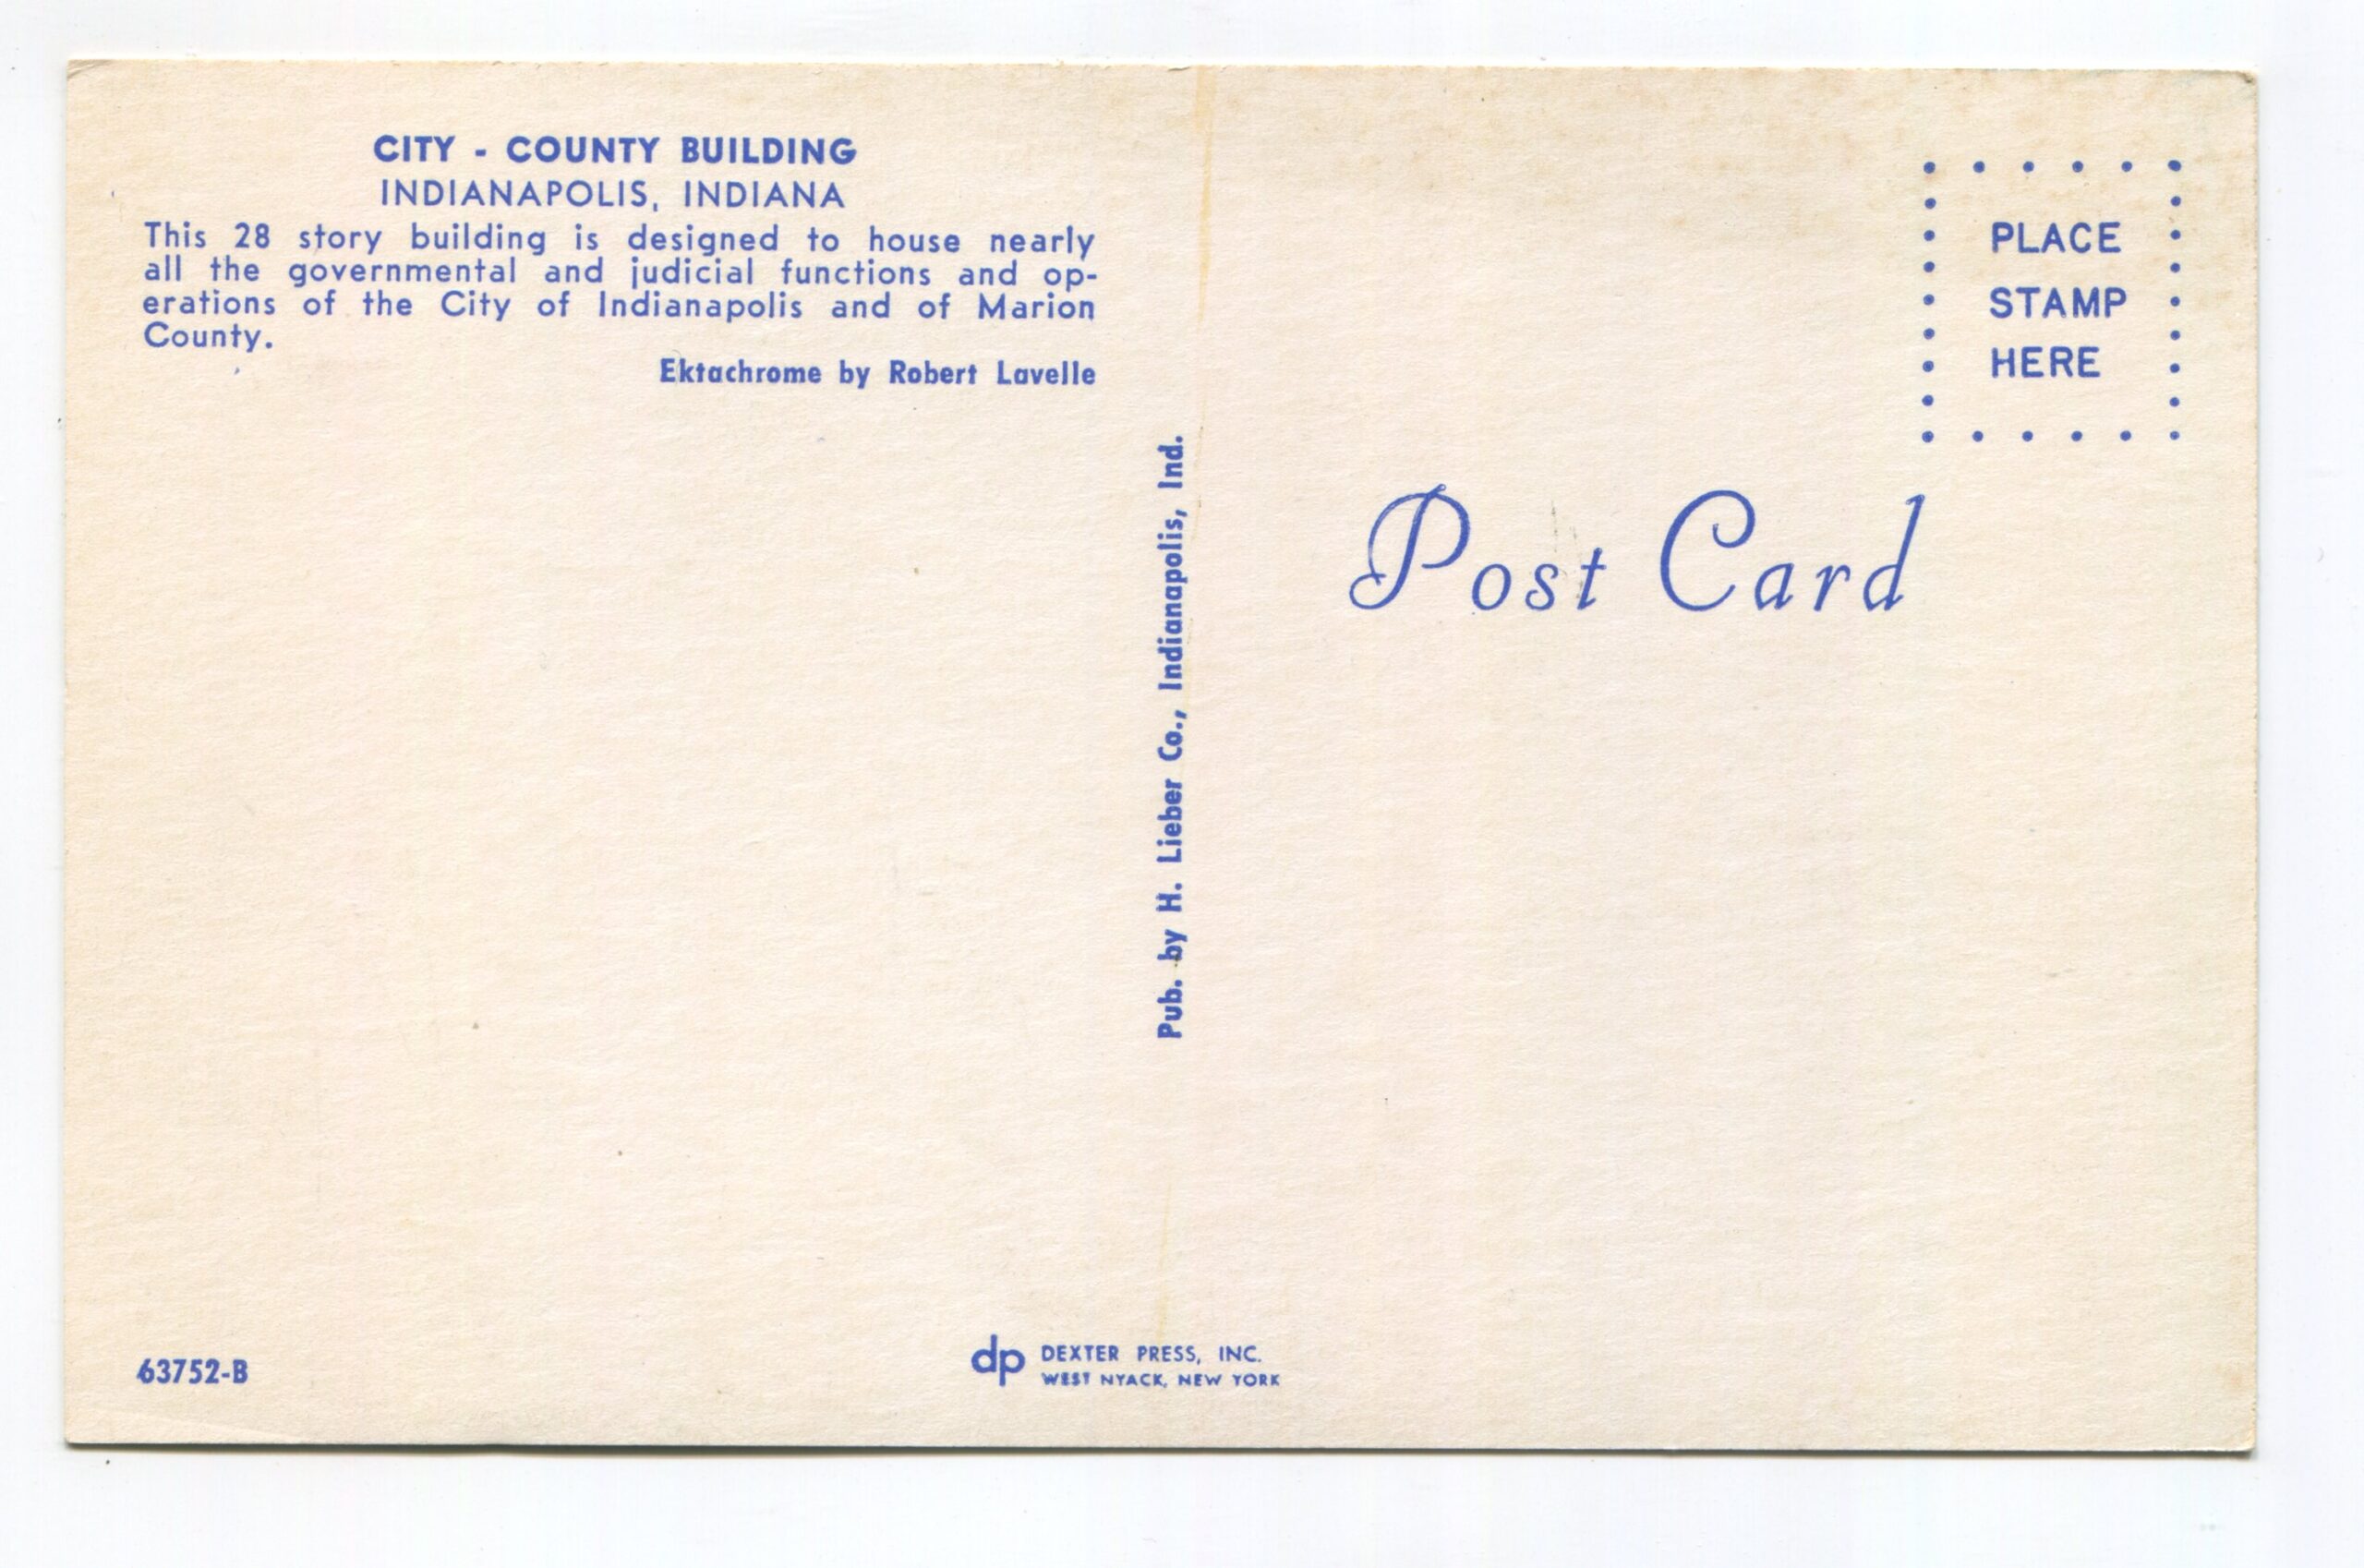 CITY - COUNTY BUILDING
INDIANAPOLIS, INDIANA
This 28 story building is designed to house nearly
all the governmental and judicial functions and op-
erations of the City of Indianapolis and of Marion
County.
Ektachrome by Robert Lavelle
Pub. by H. Lieber Co., Indianapolis, Ind.
PLACE
STAMP
HERE
Post Card
63752-B
dp
DEXTER PRESS, INC.
WEST NYACK, NEW YORK